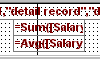 ","detail record","d
=Sum([Salary
=Avg([Salary